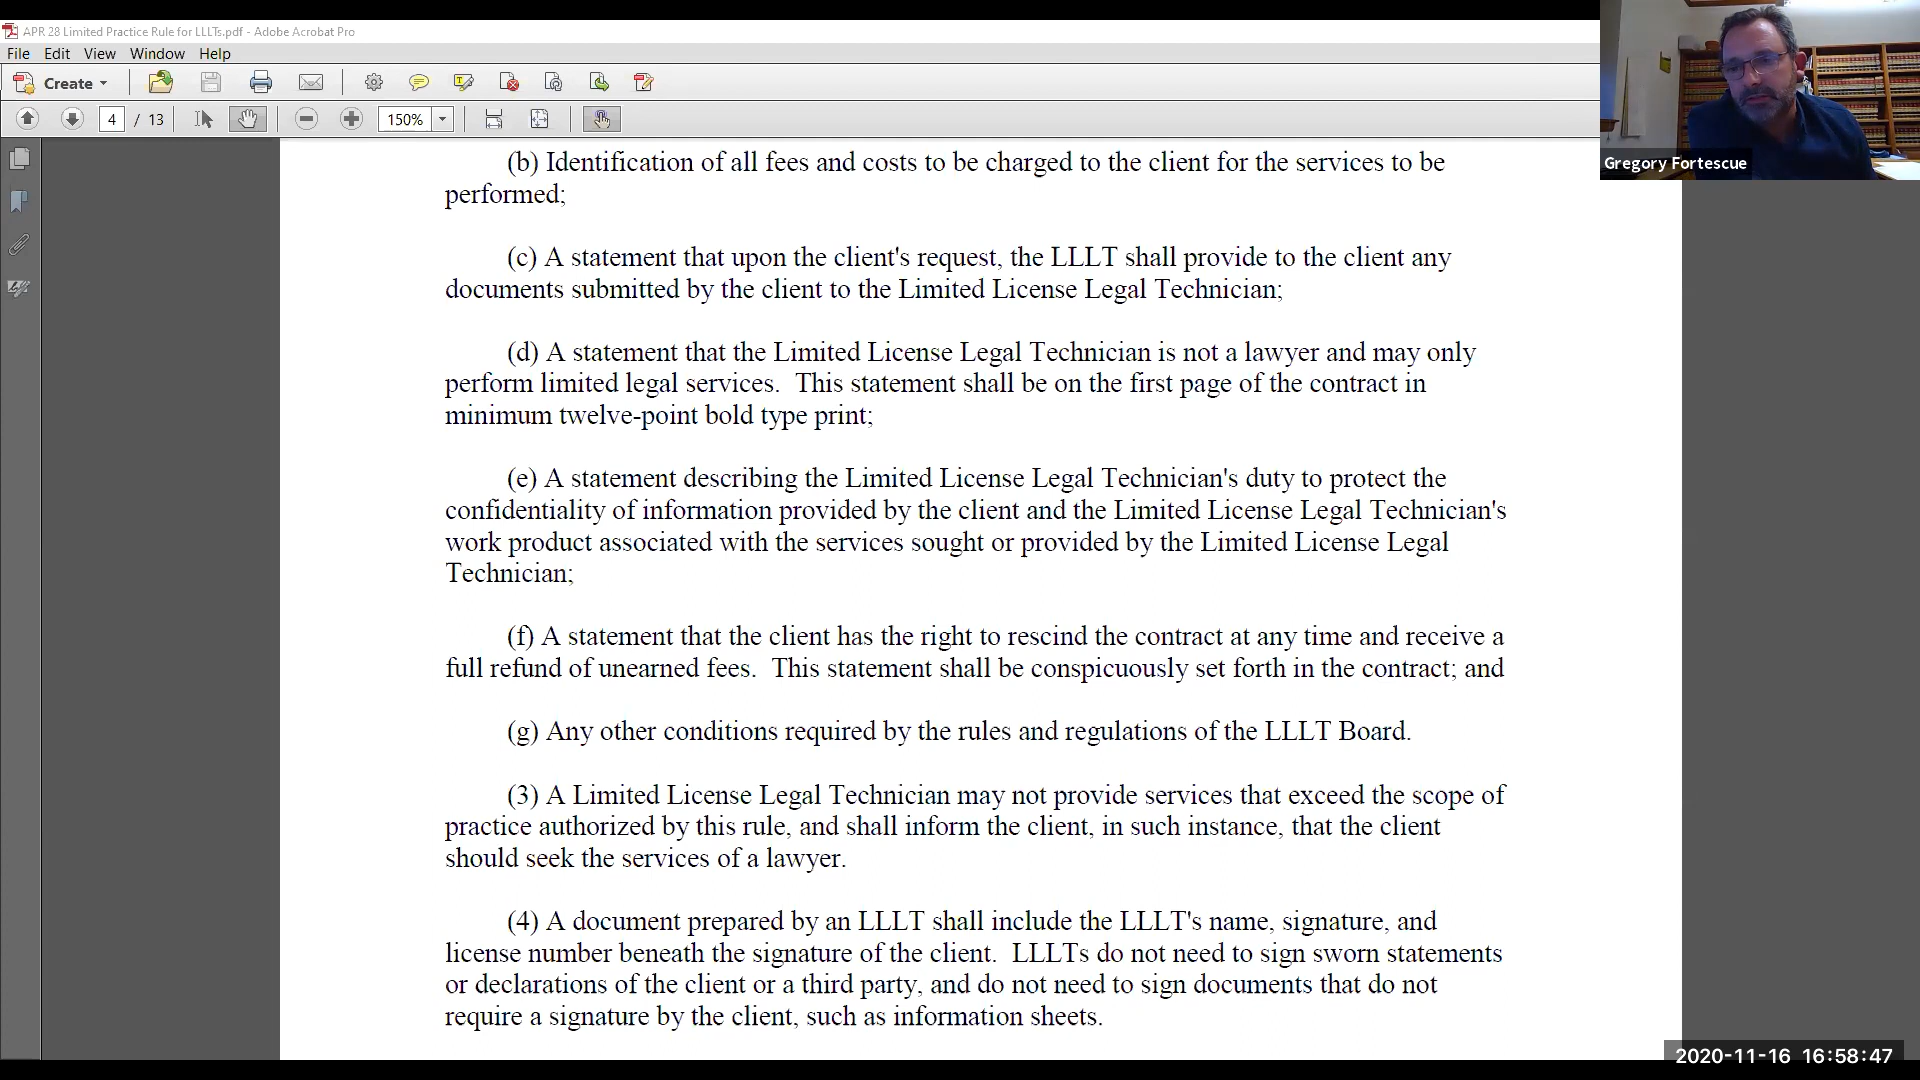 APR 28 Limited Practice Rule for LLLTs.pdf - Adobe Acrobat Pro
File Edit View Window Help
Create
4 / 13 150%
Gregory Fortescue
(b) Identification of all fees and costs to be charged to the client for the services to be
performed;
(c) A statement that upon the client's request, the LLLT shall provide to the client any
documents submitted by the client to the Limited License Legal Technician;
(d) A statement that the Limited License Legal Technician is not a lawyer and may only
perform limited legal services.  This statement shall be on the first page of the contract in
minimum twelve-point bold type print;
(e) A statement describing the Limited License Legal Technician's duty to protect the
confidentiality of information provided by the client and the Limited License Legal Technician's
work product associated with the services sought or provided by the Limited License Legal
Technician;
(f) A statement that the client has the right to rescind the contract at any time and receive a
full refund of unearned fees.  This statement shall be conspicuously set forth in the contract; and
(g) Any other conditions required by the rules and regulations of the LLLT Board.
(3) A Limited License Legal Technician may not provide services that exceed the scope of
practice authorized by this rule, and shall inform the client, in such instance, that the client
should seek the services of a lawyer.
(4) A document prepared by an LLLT shall include the LLLT's name, signature, and
license number beneath the signature of the client.  LLLTs do not need to sign sworn statements
or declarations of the client or a third party, and do not need to sign documents that do not
require a signature by the client, such as information sheets.
2020-11-16 16:58:47